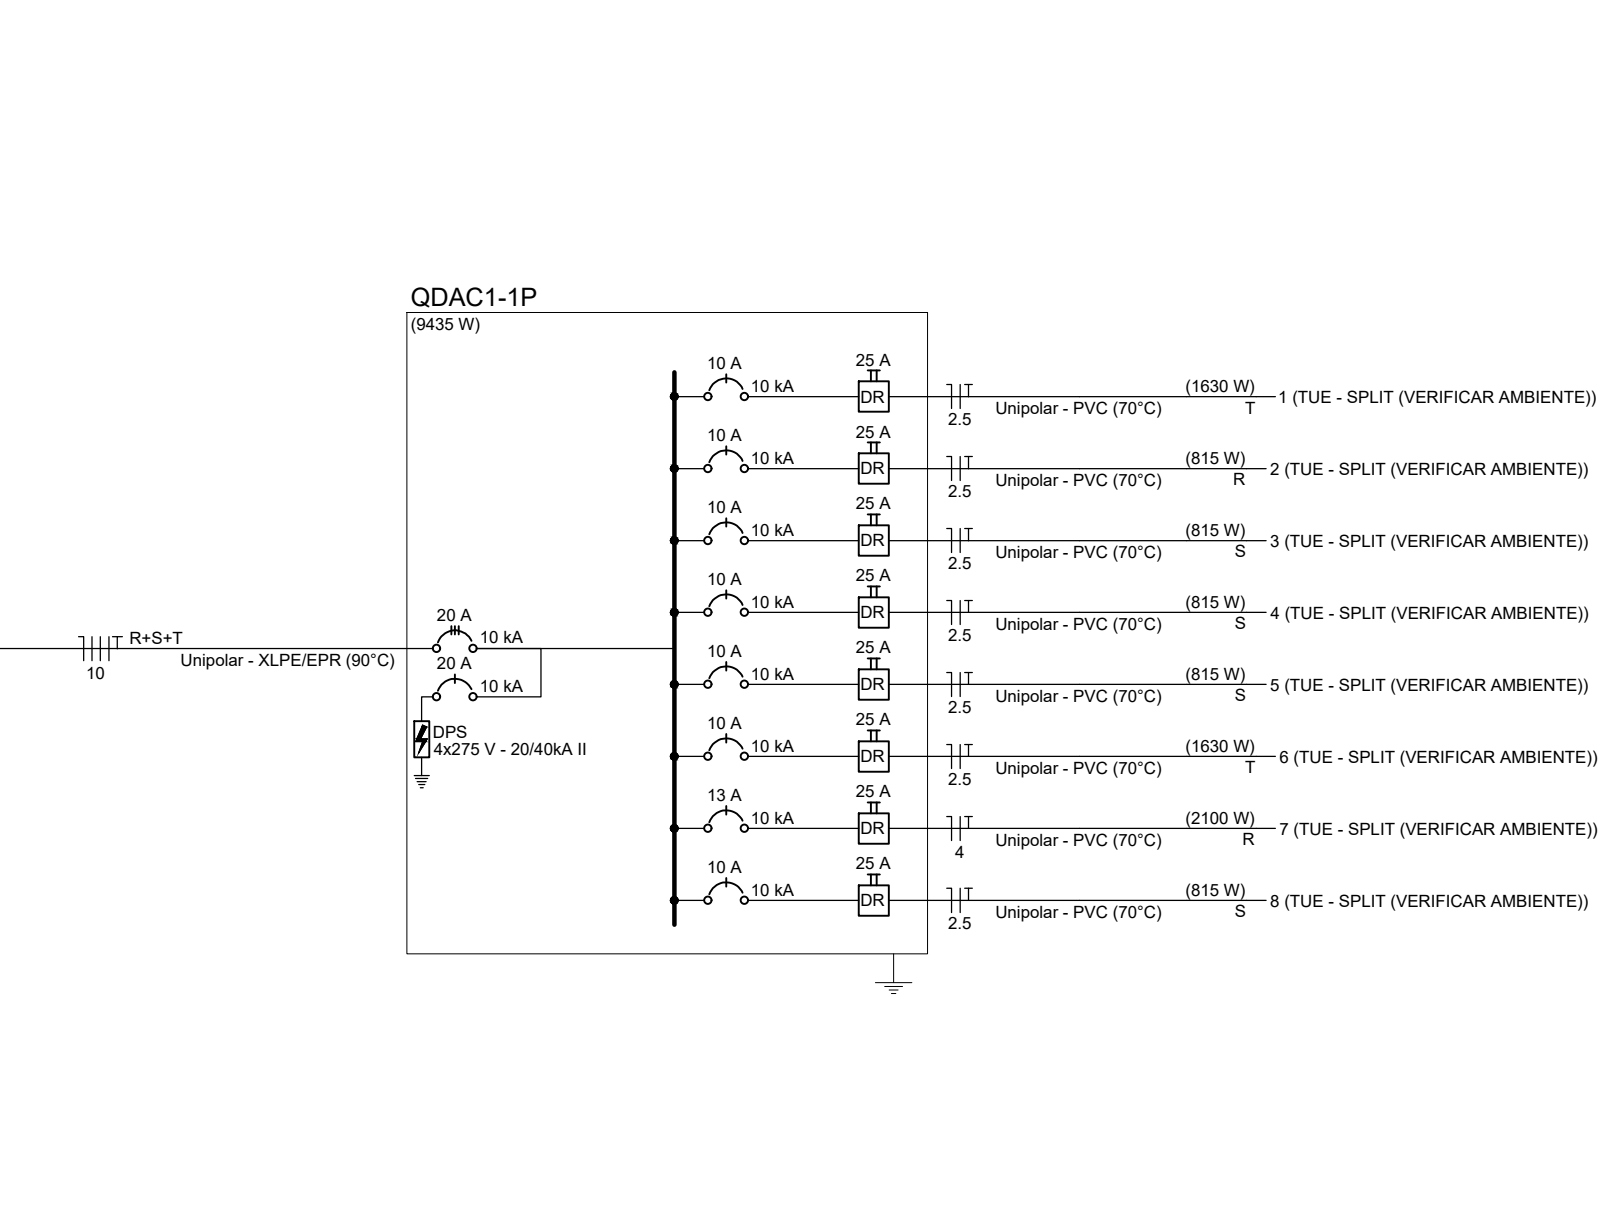 QDAC1-1P
(9435 W)
10 A
10 kA
25 A
DR
2.5
Unipolar - PVC (70°C)
(1630 W)
T
1 (TUE - SPLIT (VERIFICAR AMBIENTE))
10 A
10 kA
25 A
DR
2.5
Unipolar - PVC (70°C)
(815 W)
R
2 (TUE - SPLIT (VERIFICAR AMBIENTE))
10 A
10 kA
25 A
DR
2.5
Unipolar - PVC (70°C)
(815 W)
S
3 (TUE - SPLIT (VERIFICAR AMBIENTE))
10 A
10 kA
25 A
DR
2.5
Unipolar - PVC (70°C)
(815 W)
S
4 (TUE - SPLIT (VERIFICAR AMBIENTE))
R+S+T
10
Unipolar - XLPE/EPR (90°C)
20 A
10 kA
20 A
10 kA
DPS
4x275 V - 20/40kA II
10 A
10 kA
25 A
DR
2.5
Unipolar - PVC (70°C)
(815 W)
S
5 (TUE - SPLIT (VERIFICAR AMBIENTE))
10 A
10 kA
25 A
DR
2.5
Unipolar - PVC (70°C)
(1630 W)
T
6 (TUE - SPLIT (VERIFICAR AMBIENTE))
13 A
10 kA
25 A
DR
4
Unipolar - PVC (70°C)
(2100 W)
R
7 (TUE - SPLIT (VERIFICAR AMBIENTE))
10 A
10 kA
25 A
DR
2.5
Unipolar - PVC (70°C)
(815 W)
S
8 (TUE - SPLIT (VERIFICAR AMBIENTE))